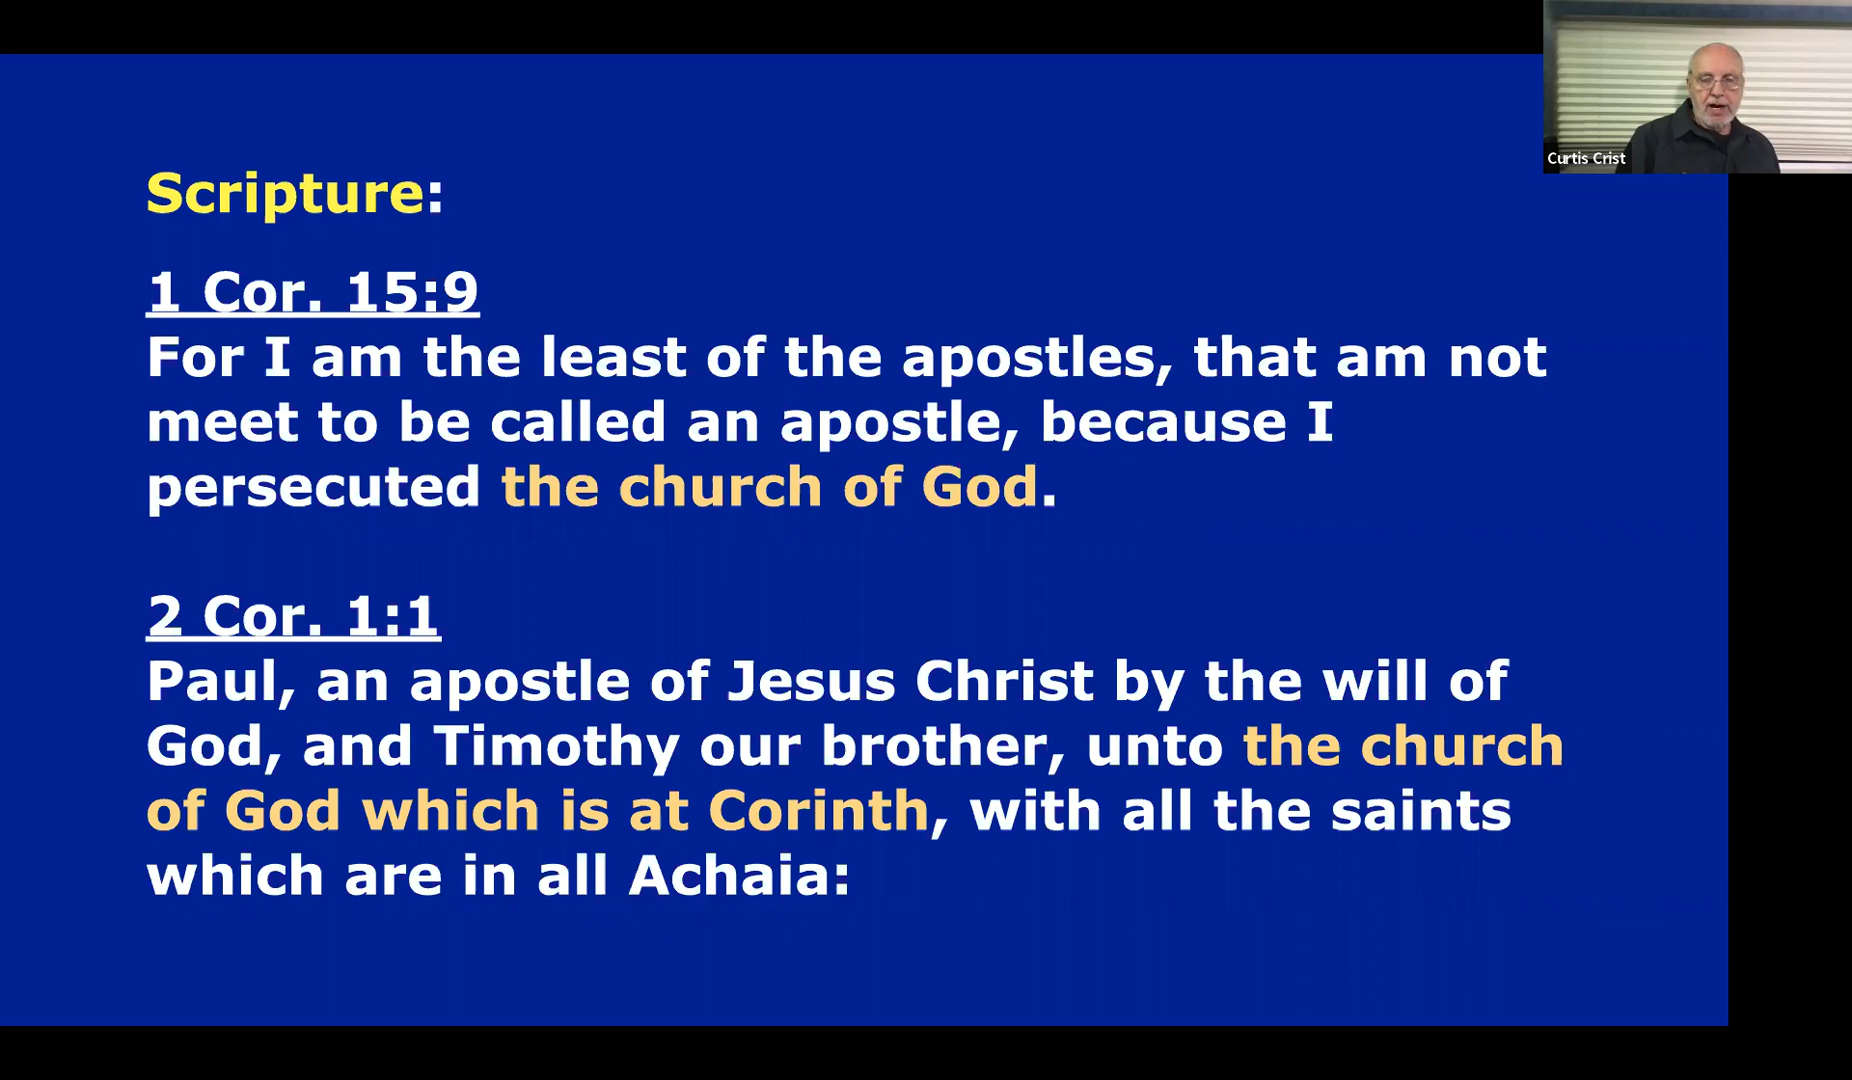 Curtis Crist
Scripture:
1 Cor. 15:9
For I am the least of the apostles, that am not
meet to be called an apostle, because I
persecuted the church of God.
2 Cor. 1:1
Paul, an apostle of Jesus Christ by the will of
God, and Timothy our brother, unto the church
of God which is at Corinth, with all the saints
which are in all Achaia: